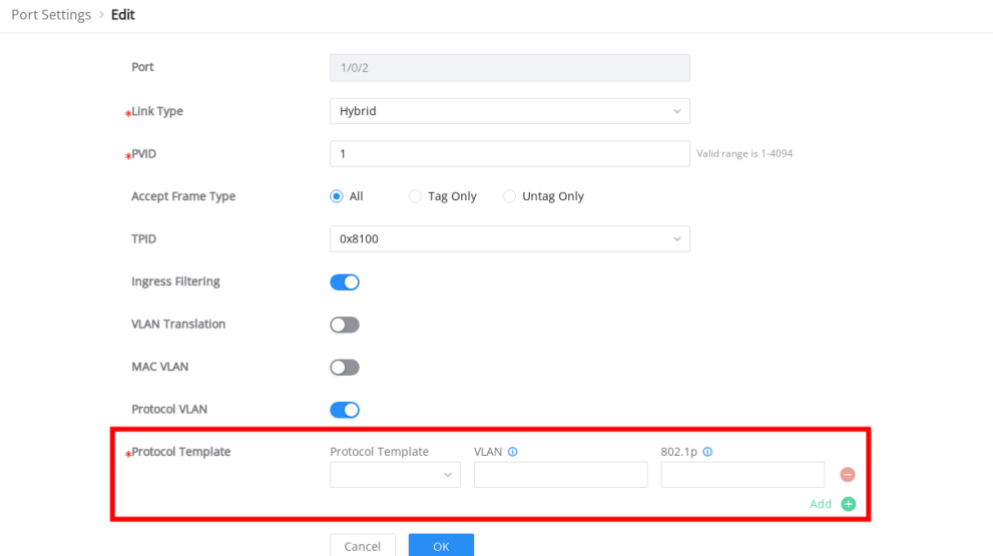 Port Settings > Edit
Port 1/0/2
*Link Type Hybrid
*PVID 1 Valid range is 1-4094
Accept Frame Type All Tag Only Untag Only
TPID 0x8100
Ingress Filtering
VLAN Translation
MAC VLAN
Protocol VLAN
*Protocol Template Protocol Template VLAN 802.1p
Add
Cancel OK